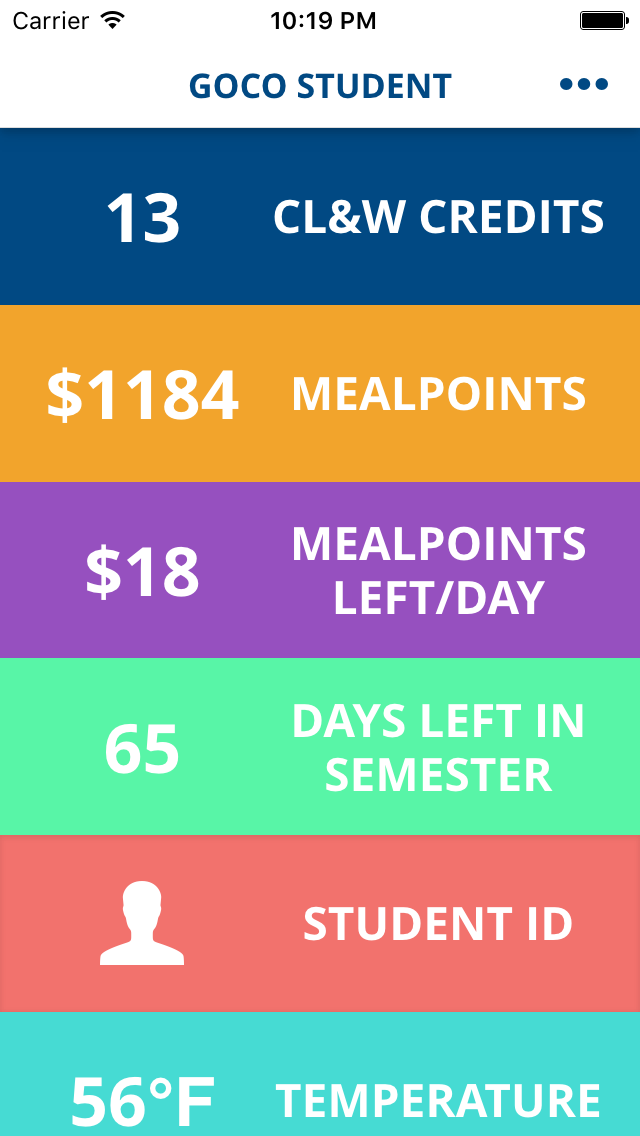 Carrier 10:19 PM
GOCO STUDENT
13 CL&W CREDITS
$1184 MEALPOINTS
$18 MEALPOINTS
LEFT/DAY
65 DAYS LEFT IN
SEMESTER
STUDENT ID
56°F TEMPERATURE